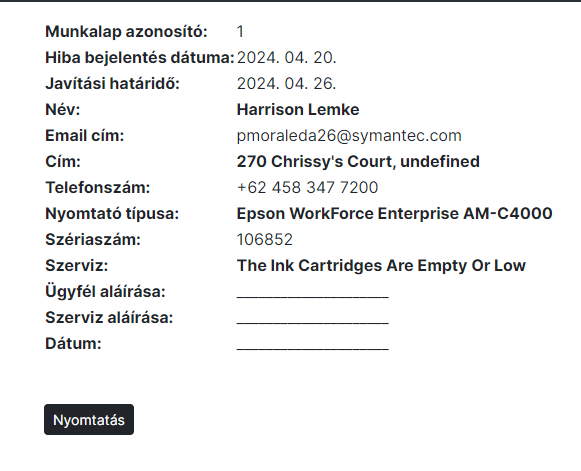 Munkalap azonosító: 1
Hiba bejelentés dátuma: 2024. 04. 20.
Javítási határidő: 2024. 04. 26.
Név: Harrison Lemke
Email cím: pmoraleda26@symantec.com
Cím: 270 Chrissy's Court, undefined
Telefonszám: +62 458 347 7200
Nyomtató típusa: Epson WorkForce Enterprise AM-C4000
Szériaszám: 106852
Szerviz: The Ink Cartridges Are Empty Or Low
Ügyfél aláírása: ____________________
Szerviz aláírása: ____________________
Dátum: ____________________
Nyomtatás